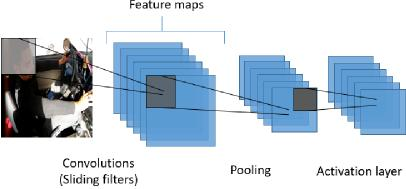 Feature maps
Convolutions
(Sliding filters)
Pooling
Activation layer